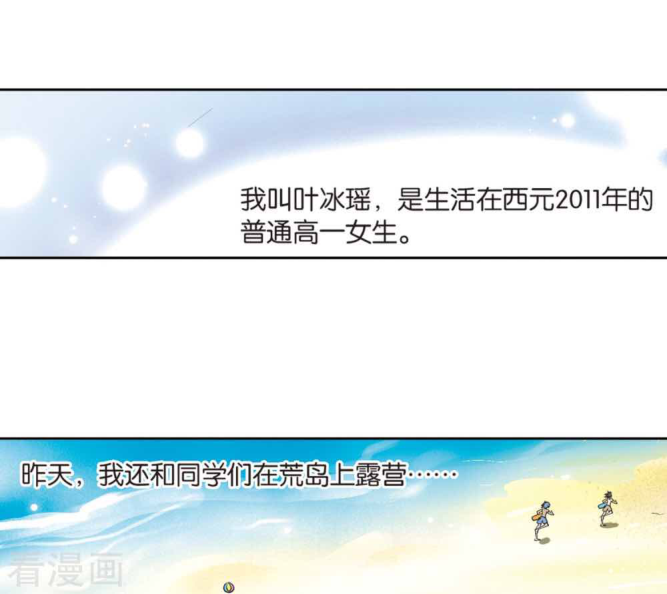 我叫叶冰瑶，是生活在西元2011年的
普通高一女生。
昨天，我还和同学们在荒岛上露营……
看漫画